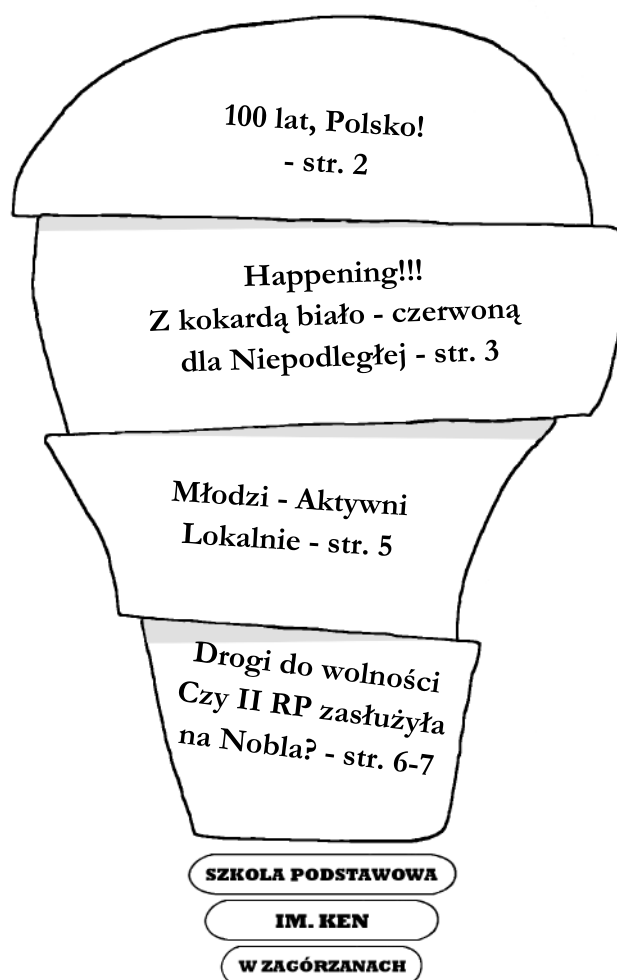 100 lat, Polsko!
- str. 2
Happening!!!
Z kokardą biało - czerwoną
dla Niepodległej - str. 3
Młodzi - Aktywni
Lokalnie - str. 5
Drogi do wolności
Czy II RP zasłużyła
na Nobla? - str. 6-7
SZKOLA PODSTAWOWA
IM. KEN
W ZAGÓRZANACH